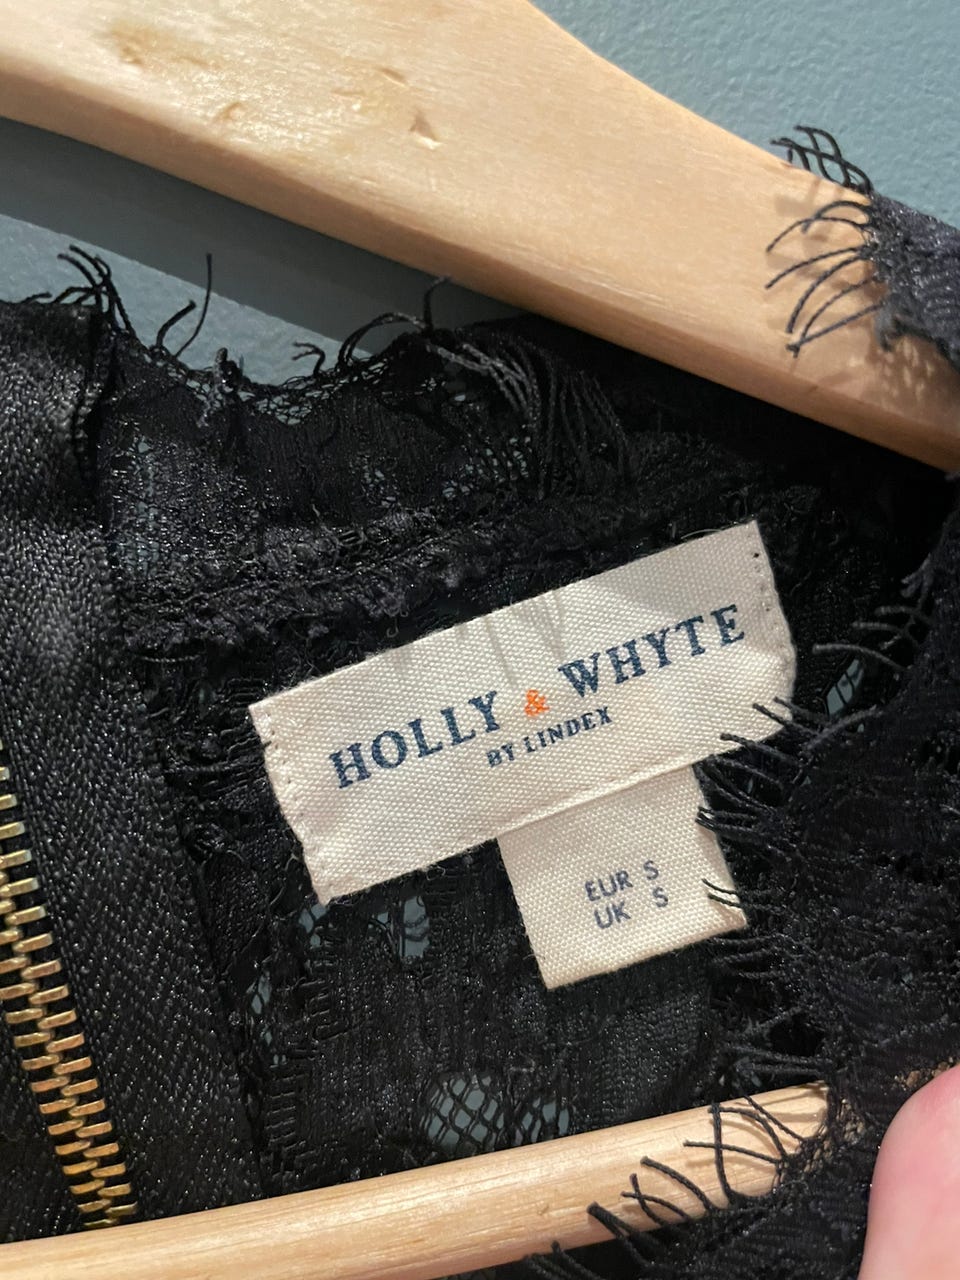 HOLLY & WHYTE
BY LINDEX
EUR S
UK S